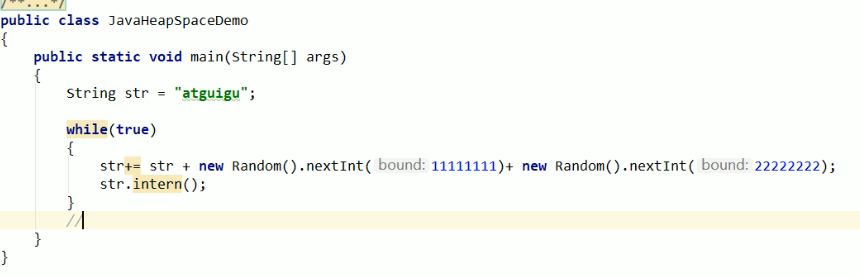 /**...*/
public class JavaHeapSpaceDemo
{
public static void main(String[] args)
{
String str = "atguigu";
while(true)
{
str+= str + new Random().nextInt( bound: 11111111)+ new Random().nextInt( bound: 22222222);
str.intern();
}
//
}
}